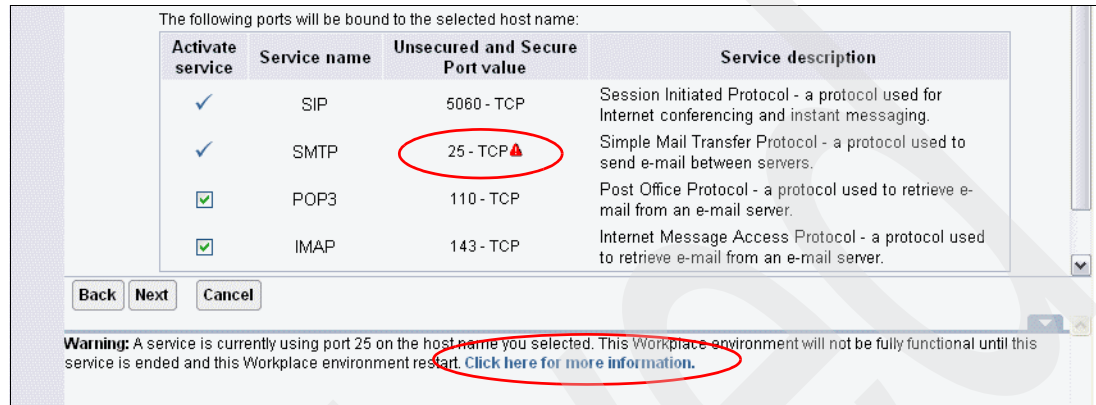 The following ports will be bound to the selected host name:
Activate service Service name Unsecured and Secure Port value Service description
SIP 5060 - TCP Session Initiated Protocol - a protocol used for
Internet conferencing and instant messaging.
SMTP 25 - TCP Simple Mail Transfer Protocol - a protocol used to
send e-mail between servers.
POP3 110 - TCP Post Office Protocol - a protocol used to retrieve e-
mail from an e-mail server.
IMAP 143 - TCP Internet Message Access Protocol - a protocol used
to retrieve e-mail from an e-mail server.
Back Next Cancel
Warning: A service is currently using port 25 on the host name you selected. This Workplace environment will not be fully functional until this
service is ended and this Workplace environment restart. Click here for more information.